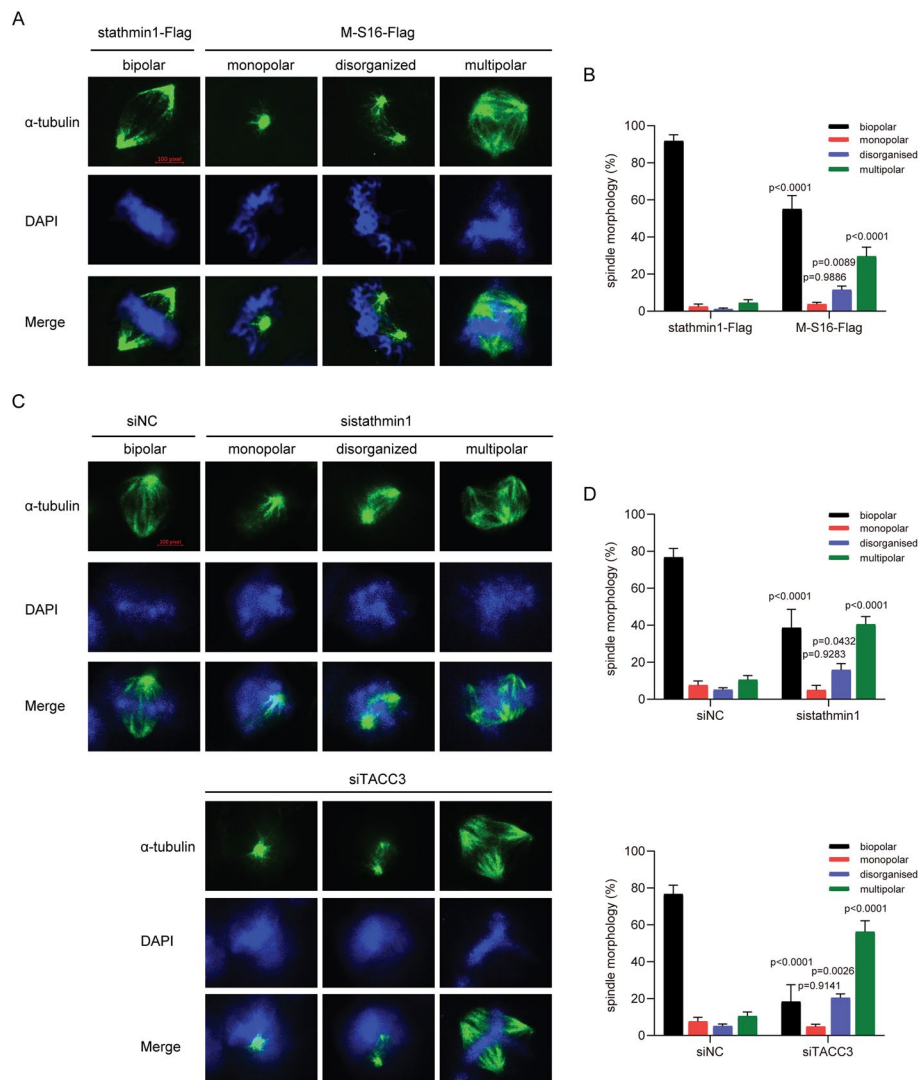 A
stathmin1-Flag
M-S16-Flag
bipolar
monopolar
disorganized
multipolar
α-tubulin
100 pixel
DAPI
Merge
B
spindle morphology (%)
100
80
60
40
20
0
biopolar
monopolar
disorganised
multipolar
p<0.0001
p<0.0001
p=0.0089
p=0.9886
stathmin1-Flag
M-S16-Flag
C
siNC
sistathmin1
bipolar
monopolar
disorganized
multipolar
α-tubulin
100 pixel
DAPI
Merge
D
spindle morphology (%)
100
80
60
40
20
0
biopolar
monopolar
disorganised
multipolar
p<0.0001
p<0.0001
p=0.0432
p=0.9283
siNC
sistathmin1
siTACC3
α-tubulin
DAPI
Merge
spindle morphology (%)
100
80
60
40
20
0
biopolar
monopolar
disorganised
multipolar
p<0.0001
p<0.0001
p=0.0026
p=0.9141
siNC
siTACC3